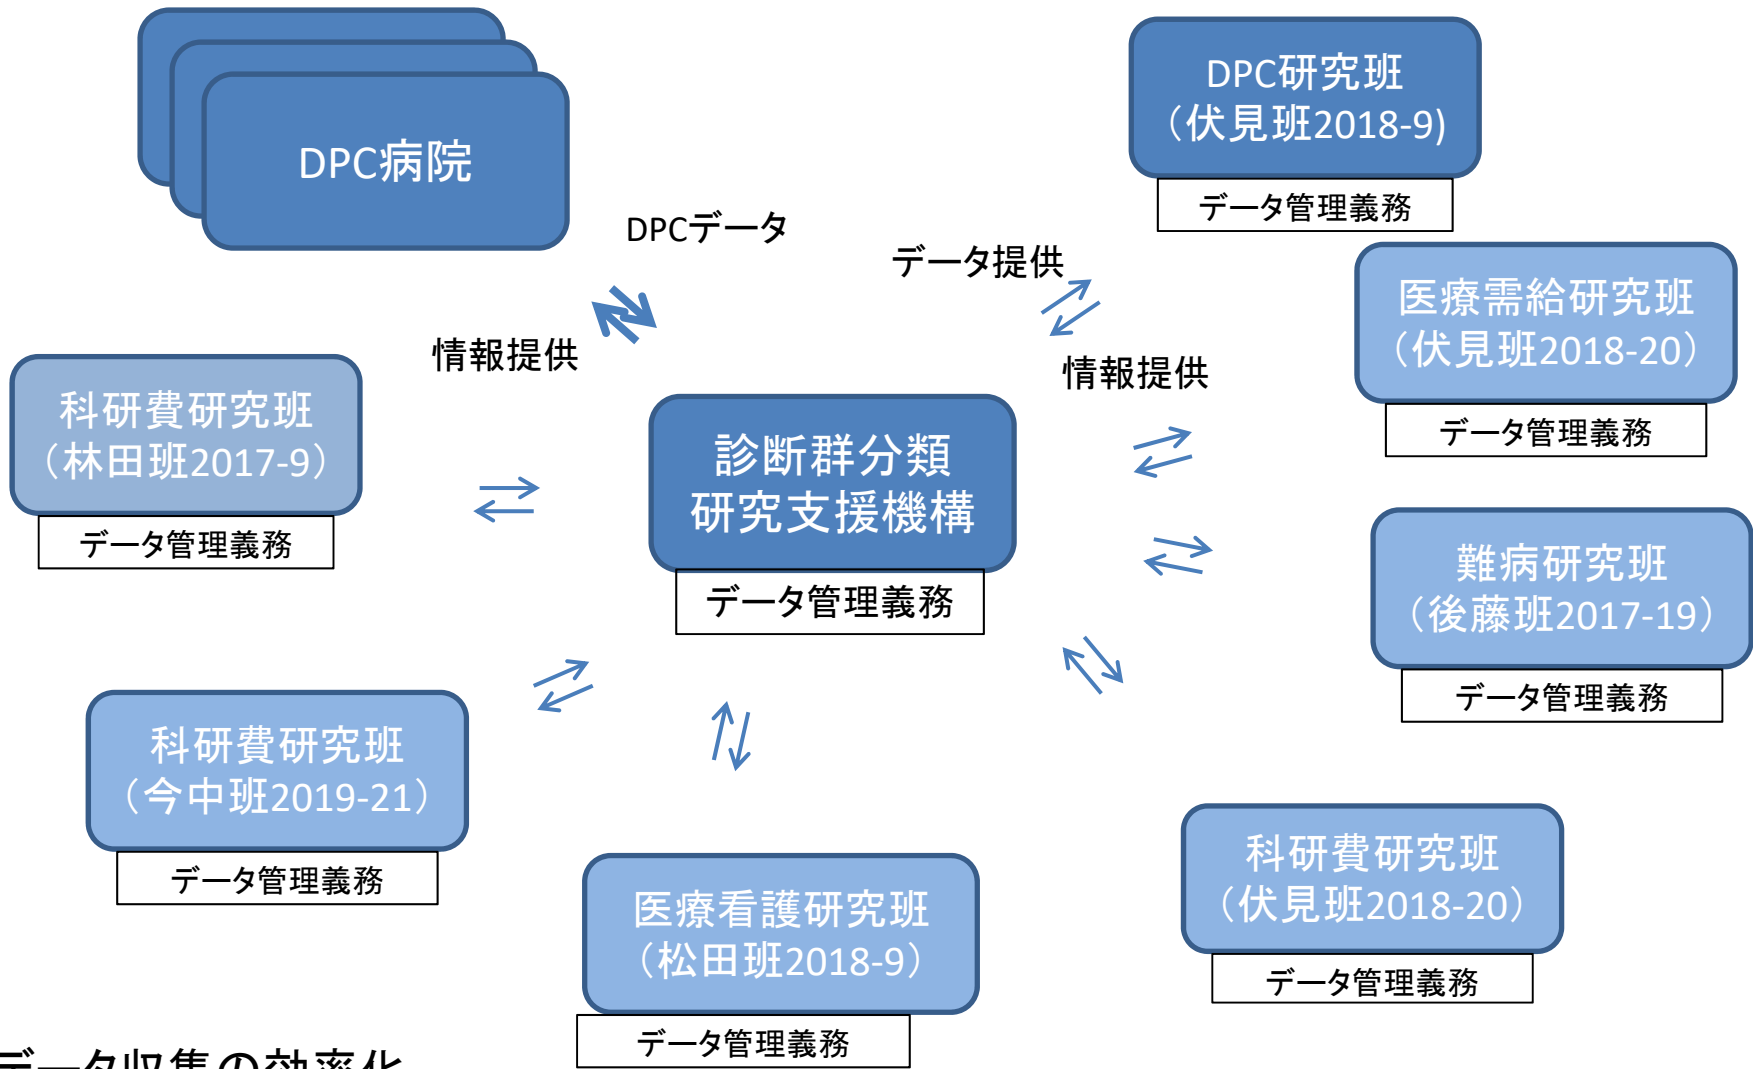 DPC病院
DPC研究班
（伏見班2018-9)
データ管理義務
DPCデータ
データ提供
医療需給研究班
（伏見班2018-20）
データ管理義務
情報提供
情報提供
科研費研究班
（林田班2017-9）
データ管理義務
診断群分類
研究支援機構
データ管理義務
難病研究班
（後藤班2017-19）
データ管理義務
科研費研究班
（今中班2019-21）
データ管理義務
科研費研究班
（伏見班2018-20）
データ管理義務
医療看護研究班
（松田班2018-9）
データ管理義務
データ収集の効率化